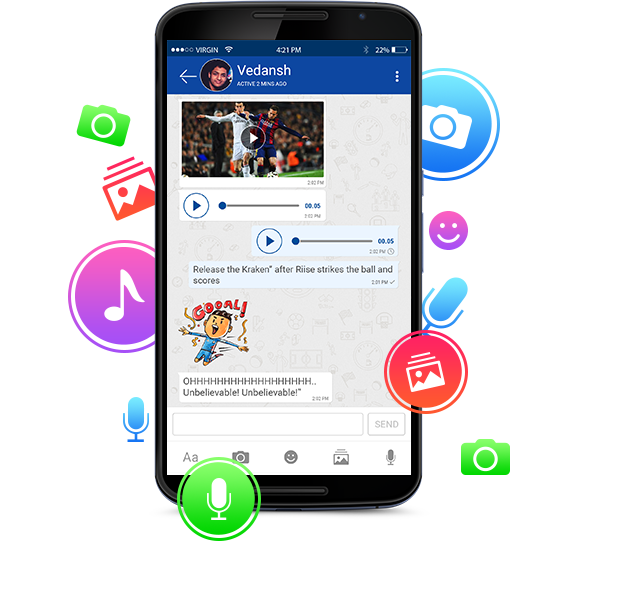 VIRGIN 4:21 PM 22%
Vedansh
ACTIVE 2 MINS AGO
2:02 PM
00.05
2:02 PM
00.05
2:02 PM
Release the Kraken" after Riise strikes the ball and
scores
2:01 PM
GOOAL!
OHHHHHHHHHHHHHHHHHHH..
Unbelievable! Unbelievable!"
2:02 PM
SEND
Aa